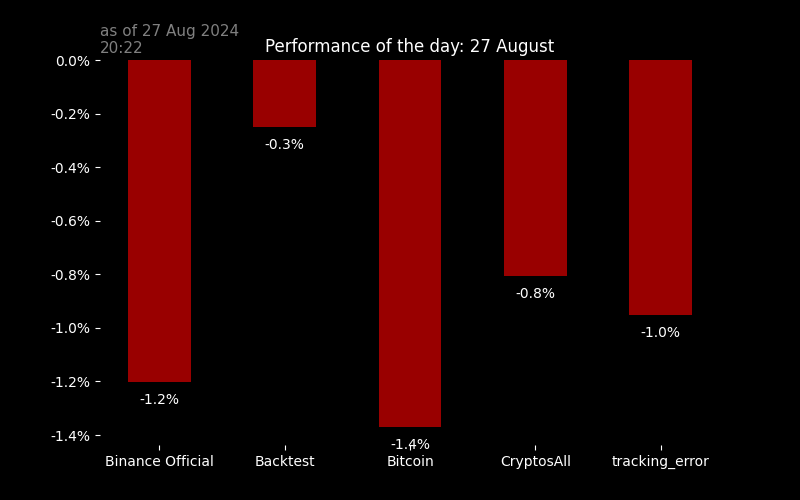 as of 27 Aug 2024
20:22
Performance of the day: 27 August
0.0%
-0.2%
-0.4%
-0.6%
-0.8%
-1.0%
-1.2%
-1.4%
-1.2%
-0.3%
-1.4%
-0.8%
-1.0%
Binance Official
Backtest
Bitcoin
CryptosAll
tracking_error